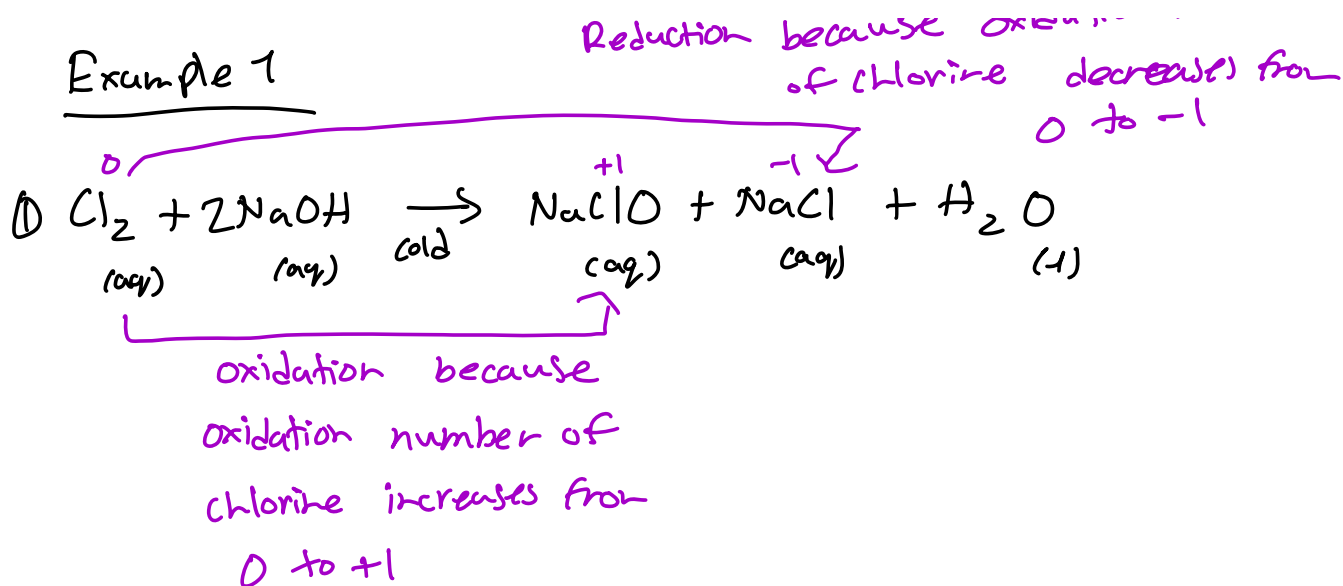 Reduction because
Example 1
of chlorine decreases from
0 to -1
0 +1 -1
① Cl₂ + 2NaOH ⟶ NaClO + NaCl + H₂O
cold
(aq) (aq) (aq) (aq) (l)
oxidation because
oxidation number of
chlorine increases from
0 to +1